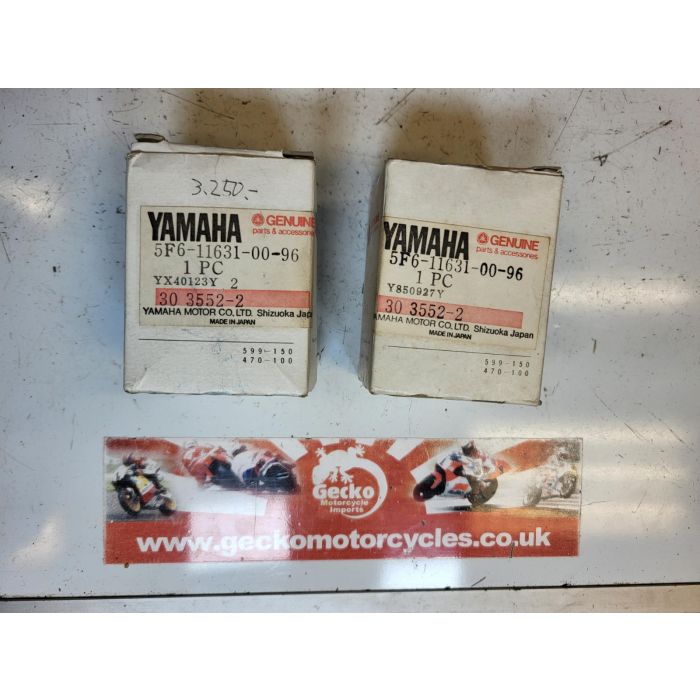 3.250.-
YAMAHA
GENUINE
parts & accessories
5F6-11631-00-96
1 PC
YX40123Y 2
30 3552-2
YAMAHA MOTOR CO., LTD. Shizuoka Japan
MADE IN JAPAN
599-150
470-100
YAMAHA
GENUINE
parts & accessories
5F6-11631-00-96
1 PC
Y850927Y
30 3552-2
YAMAHA MOTOR CO., LTD. Shizuoka Japan
MADE IN JAPAN
599-150
470-100
Gecko
Motorcycle
Imports
www.geckomotorcycles.co.uk